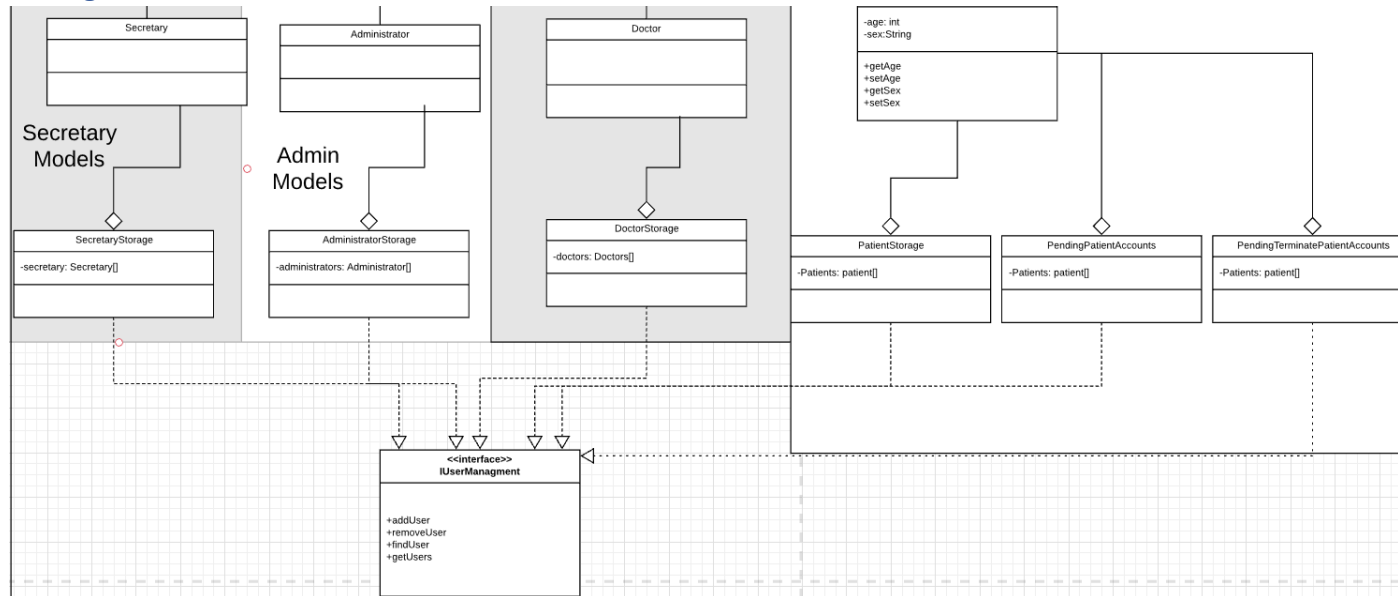 Secretary
Administrator
Doctor
-age: int
-sex:String
+getAge
+setAge
+getSex
+setSex
Secretary
Models
Admin
Models
SecretaryStorage
-secretary: Secretary[]
AdministratorStorage
-administrators: Administrator[]
DoctorStorage
-doctors: Doctors[]
PatientStorage
-Patients: patient[]
PendingPatientAccounts
-Patients: patient[]
PendingTerminatePatientAccounts
-Patients: patient[]
<<interface>>
IUserManagment
+addUser
+removeUser
+findUser
+getUsers